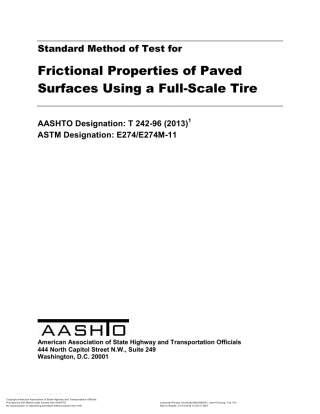 Standard Method of Test for
Frictional Properties of Paved
Surfaces Using a Full-Scale Tire
AASHTO Designation: T 242-96 (2013)1
ASTM Designation: E274/E274M-11
AASHTO
American Association of State Highway and Transportation Officials
444 North Capitol Street N.W., Suite 249
Washington, D.C. 20001